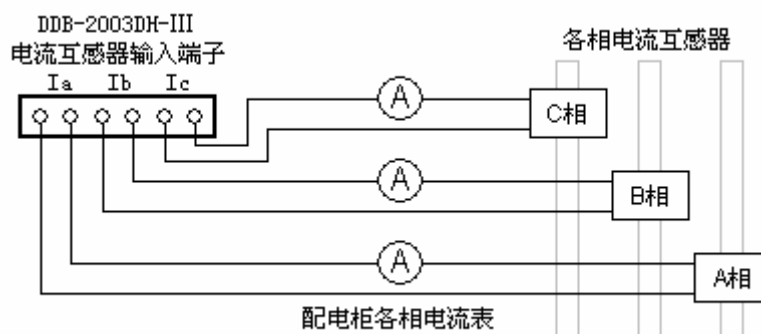 DDB-2003DH-III
电流互感器输入端子
Ia Ib Ic
各相电流互感器
A
C相
A
B相
A
A相
配电柜各相电流表